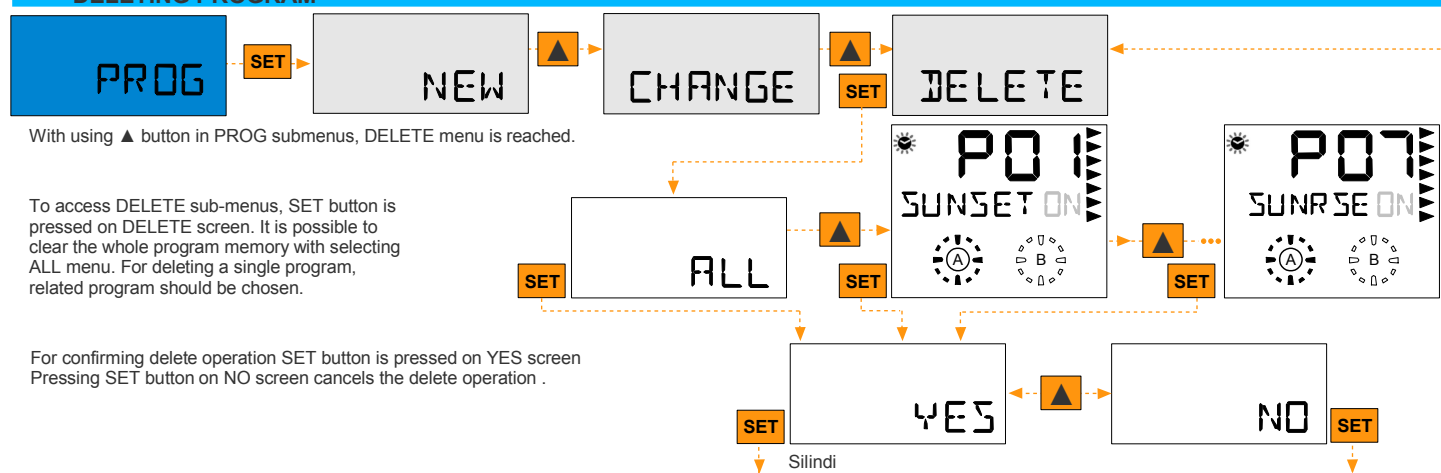 DELETING PROGRAM
PROG SET NEW ▲ CHANGE ▲ SET DELETE
With using ▲ button in PROG submenus, DELETE menu is reached.
P01
SUNSET ON
A B
P07
SUNRSE ON
A B
To access DELETE sub-menus, SET button is
pressed on DELETE screen. It is possible to
clear the whole program memory with selecting
ALL menu. For deleting a single program,
related program should be chosen.
SET ALL ▲ SET ▲ SET
For confirming delete operation SET button is pressed on YES screen
Pressing SET button on NO screen cancels the delete operation .
SET YES ▲ NO SET
Silindi